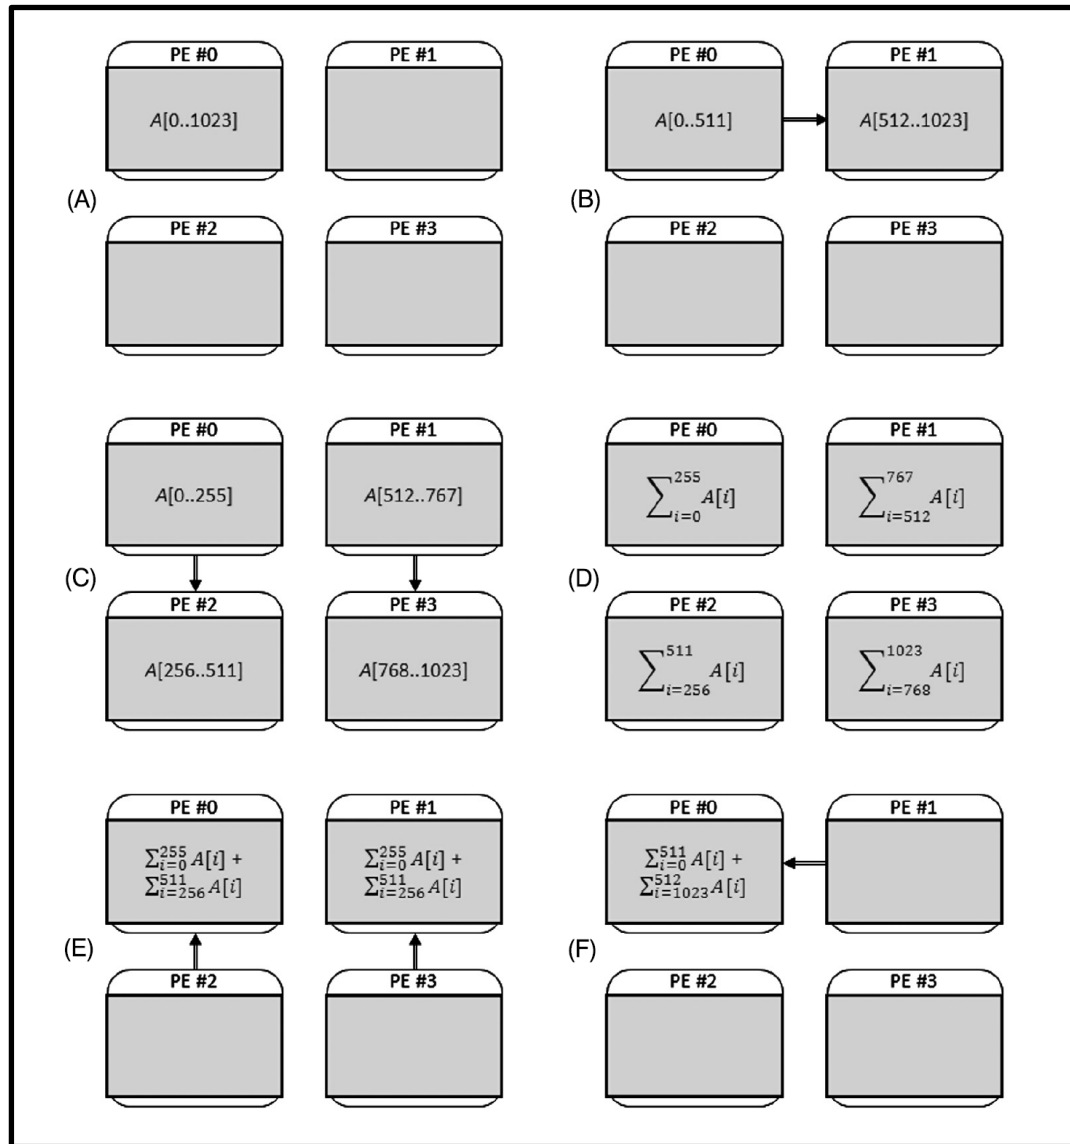 PE #0
PE #1
A[0..1023]
(A)
PE #2
PE #3
PE #0
PE #1
A[0..511]
A[512..1023]
(B)
PE #2
PE #3
PE #0
PE #1
A[0..255]
A[512..767]
(C)
PE #2
PE #3
A[256..511]
A[768..1023]
PE #0
PE #1
∑_{i=0}^{255} A[i]
∑_{i=512}^{767} A[i]
(D)
PE #2
PE #3
∑_{i=256}^{511} A[i]
∑_{i=768}^{1023} A[i]
PE #0
PE #1
∑_{i=0}^{255} A[i] +
∑_{i=256}^{511} A[i]
∑_{i=0}^{255} A[i] +
∑_{i=256}^{511} A[i]
(E)
PE #2
PE #3
PE #0
PE #1
∑_{i=0}^{511} A[i] +
∑_{i=1023}^{512} A[i]
(F)
PE #2
PE #3